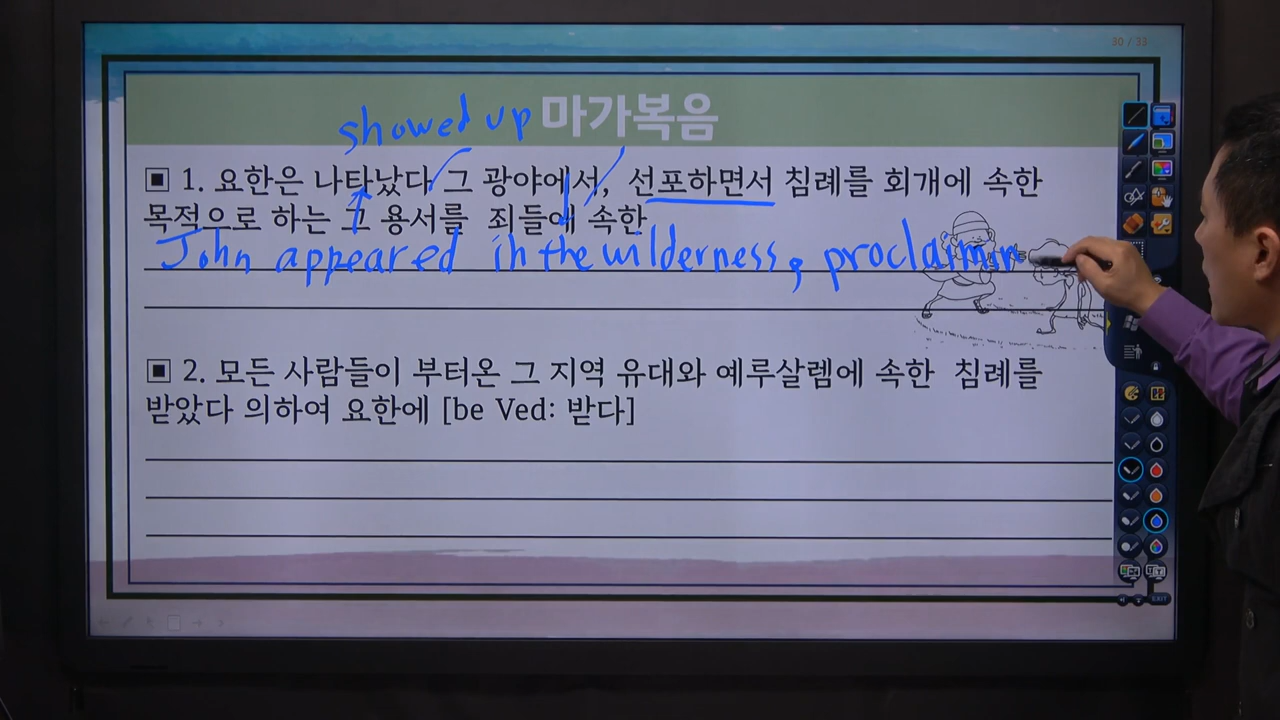 30 / 33
showed up 마가복음
▣ 1. 요한은 나타났다 그 광야에서, 선포하면서 침례를 회개에 속한
목적으로 하는 그 용서를 죄들에 속한
John appeared in the wilderness, proclaimin
▣ 2. 모든 사람들이 부터온 그 지역 유대와 예루살렘에 속한 침례를
받았다 의하여 요한에 [be Ved: 받다]
EXIT